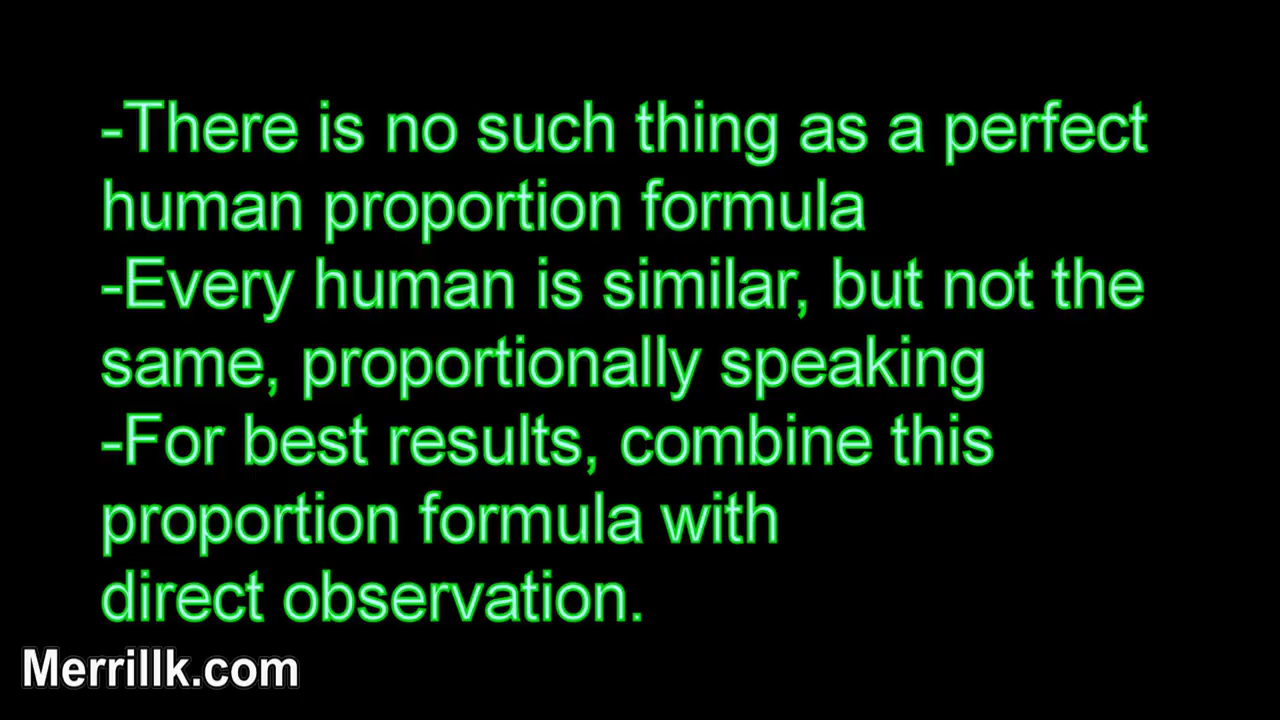 -There is no such thing as a perfect
human proportion formula
-Every human is similar, but not the
same, proportionally speaking
-For best results, combine this
proportion formula with
direct observation.
Merrillk.com